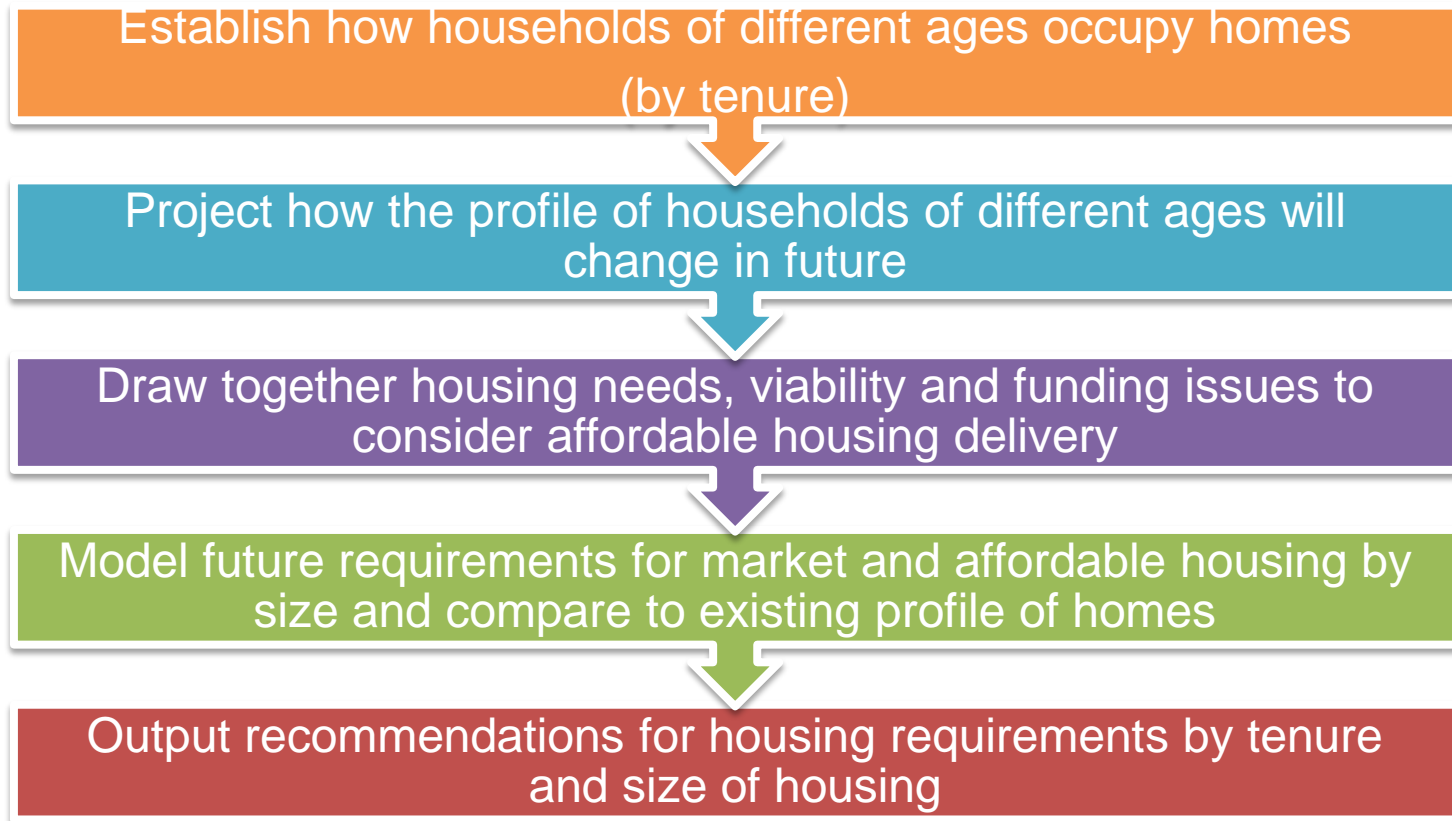 Establish how households of different ages occupy homes
(by tenure)
Project how the profile of households of different ages will
change in future
Draw together housing needs, viability and funding issues to
consider affordable housing delivery
Model future requirements for market and affordable housing by
size and compare to existing profile of homes
Output recommendations for housing requirements by tenure
and size of housing